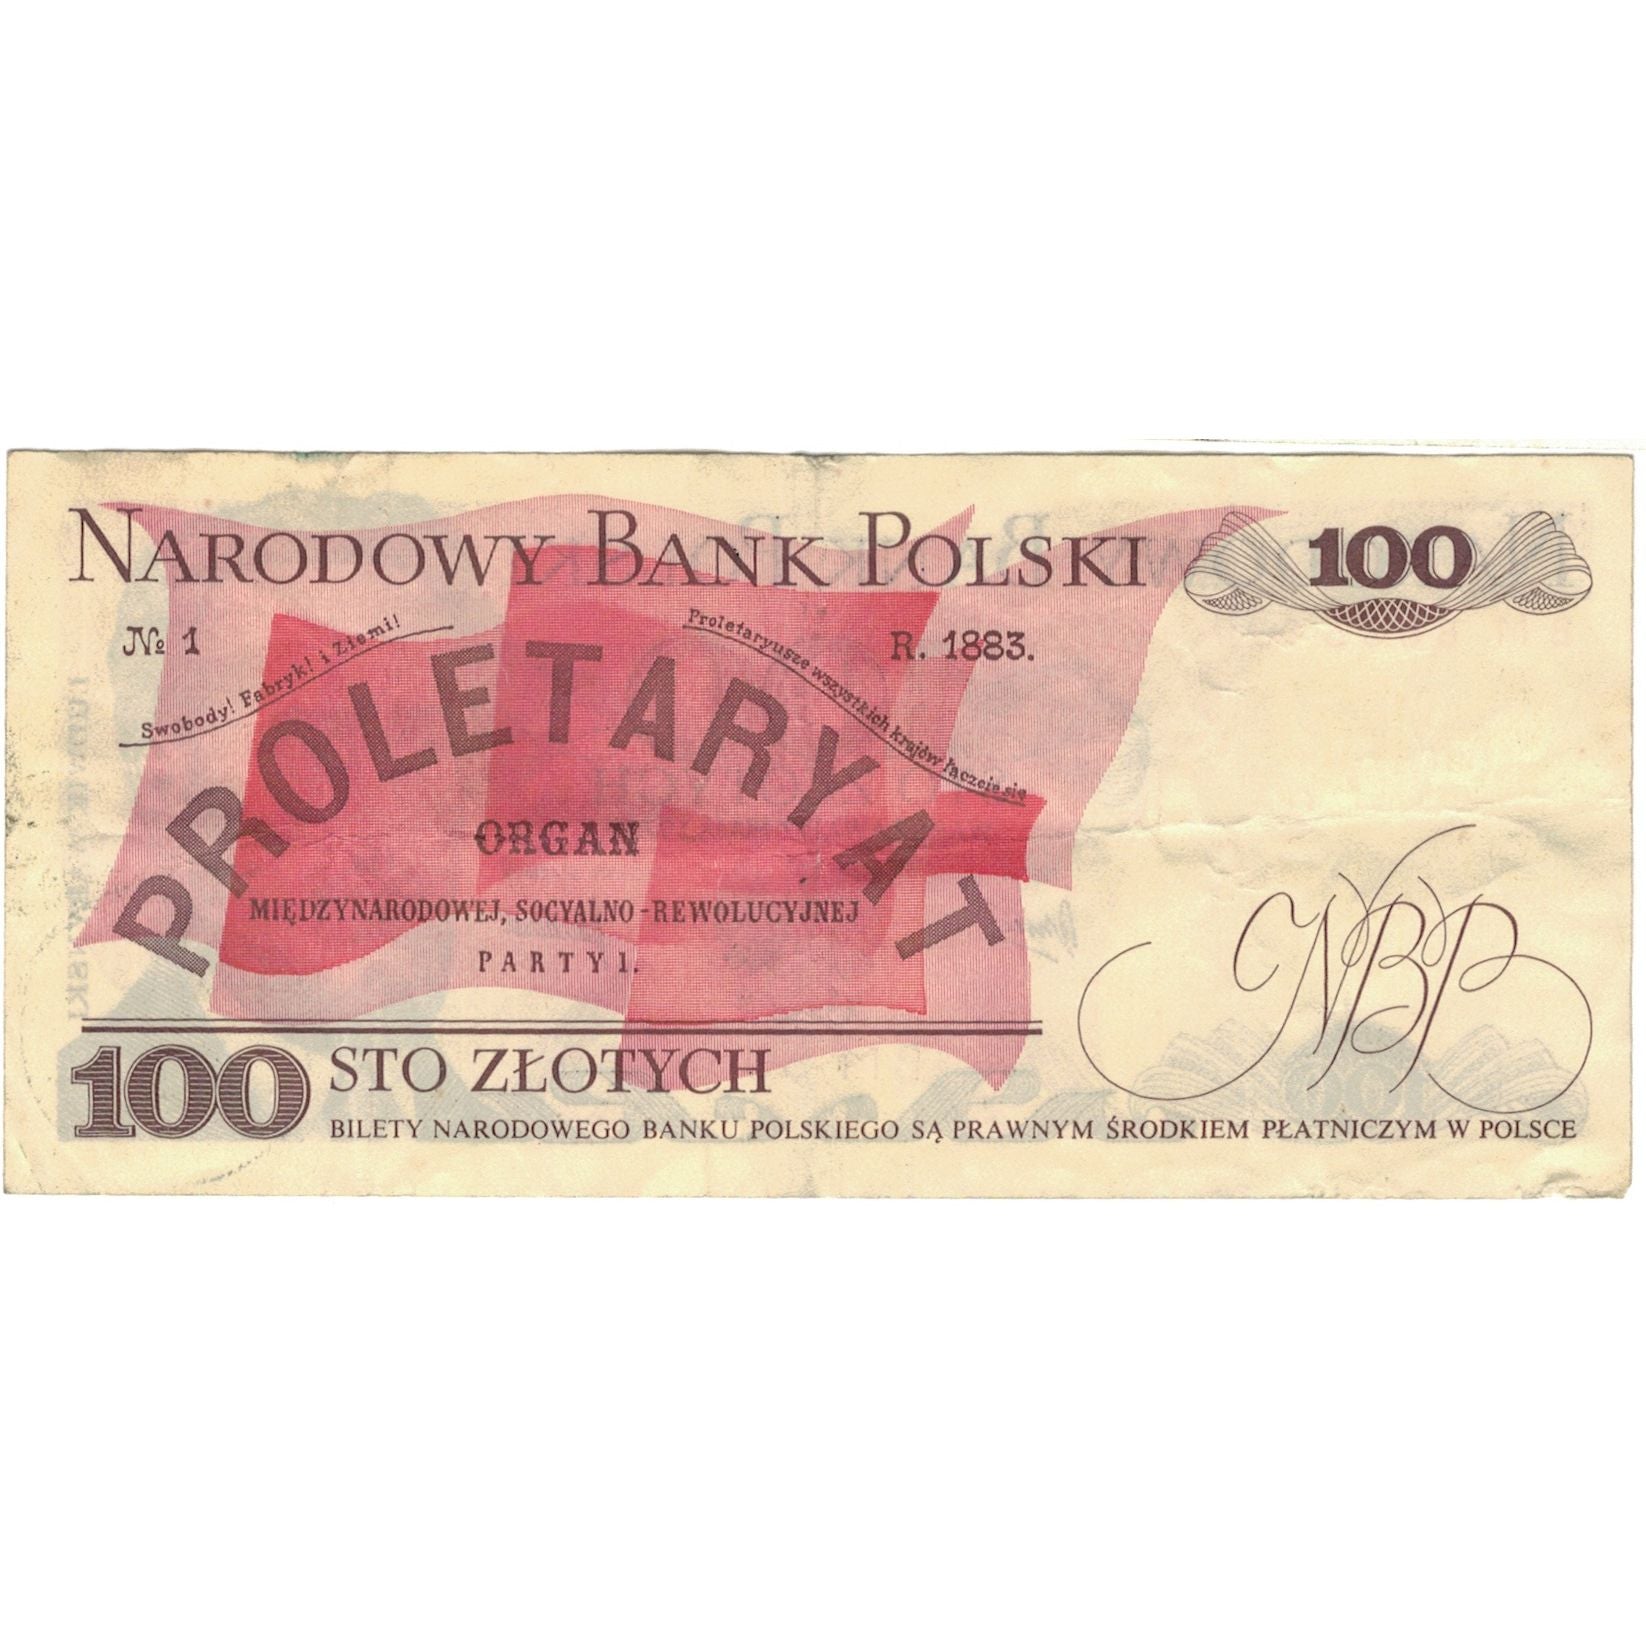 NARODOWY BANK POLSKI
100
№ 1
R. 1883.
Swobody! Fabryk! i Ziemi!
Proletaryusze wszystkich krajów łączcie się
PROLETARYAT
ORGAN
MIĘDZYNARODOWEJ, SOCYALNO-REWOLUCYJNEJ
PARTYI.
NBP
100 STO ZŁOTYCH
BILETY NARODOWEGO BANKU POLSKIEGO SĄ PRAWNYM ŚRODKIEM PŁATNICZYM W POLSCE